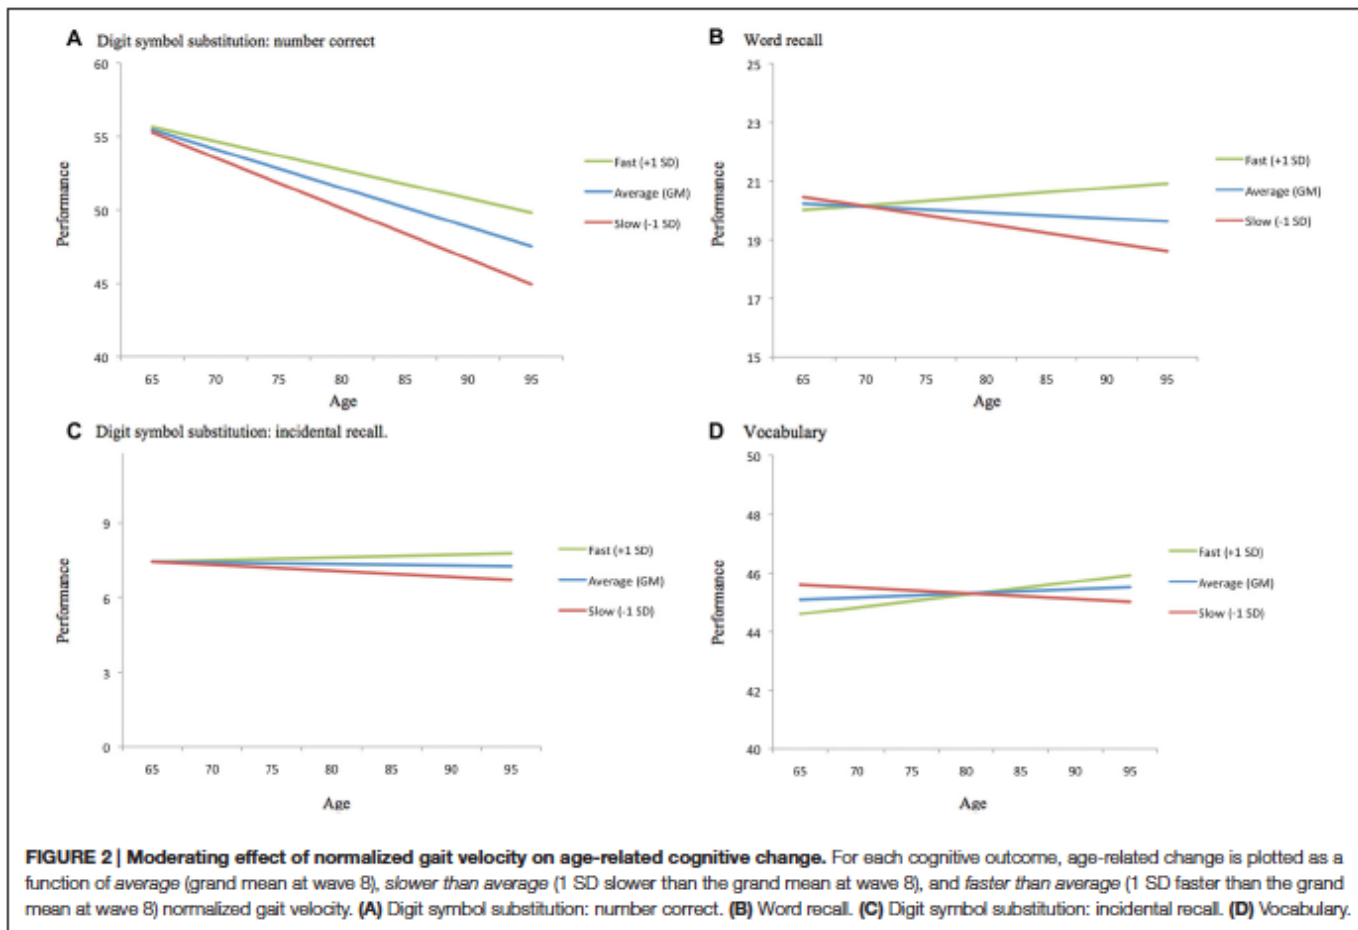 A Digit symbol substitution: number correct
60
55
50
45
40
Performance
65 70 75 80 85 90 95
Age
Fast (+1 SD)
Average (GM)
Slow (-1 SD)
B Word recall
25
23
21
19
17
15
Performance
65 70 75 80 85 90 95
Age
Fast (+1 SD)
Average (GM)
Slow (-1 SD)
C Digit symbol substitution: incidental recall.
9
6
3
0
Performance
65 70 75 80 85 90 95
Age
Fast (+1 SD)
Average (GM)
Slow (-1 SD)
D Vocabulary
50
48
46
44
42
40
Performance
65 70 75 80 85 90 95
Age
Fast (+1 SD)
Average (GM)
Slow (-1 SD)
FIGURE 2 | Moderating effect of normalized gait velocity on age-related cognitive change. For each cognitive outcome, age-related change is plotted as a
function of average (grand mean at wave 8), slower than average (1 SD slower than the grand mean at wave 8), and faster than average (1 SD faster than the grand
mean at wave 8) normalized gait velocity. (A) Digit symbol substitution: number correct. (B) Word recall. (C) Digit symbol substitution: incidental recall. (D) Vocabulary.